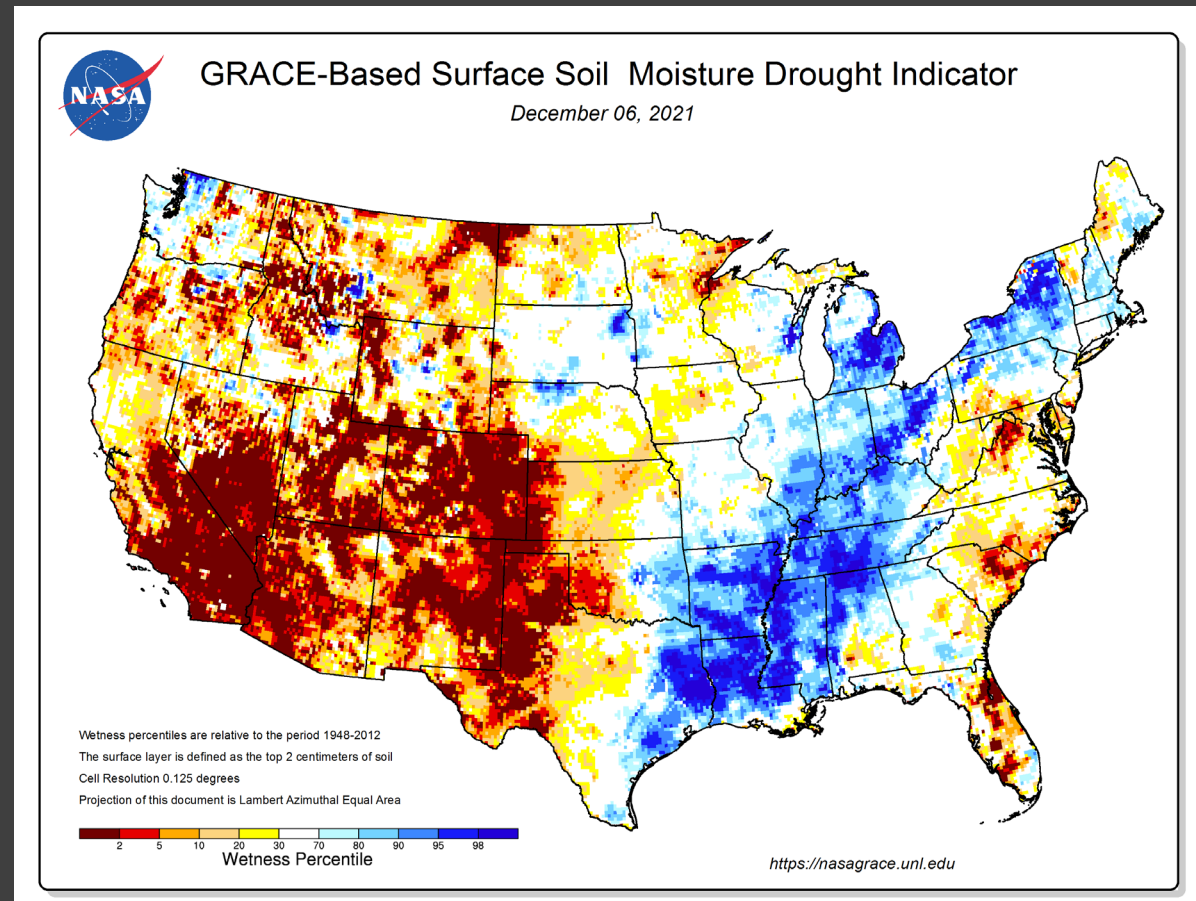 NASA
GRACE-Based Surface Soil  Moisture Drought Indicator
December 06, 2021
Wetness percentiles are relative to the period 1948-2012
The surface layer is defined as the top 2 centimeters of soil
Cell Resolution 0.125 degrees
Projection of this document is Lambert Azimuthal Equal Area
2 5 10 20 30 70 80 90 95 98
Wetness Percentile
https://nasagrace.unl.edu